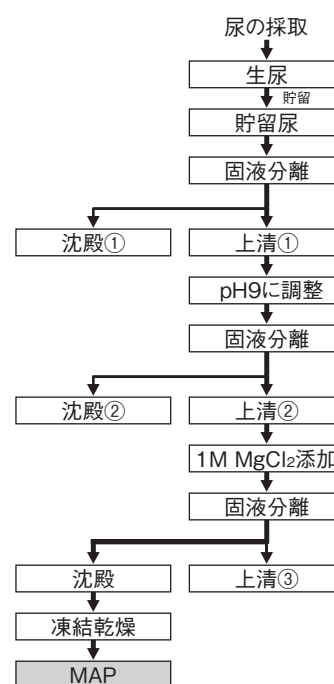 尿の採取
生尿
貯留
貯留尿
固液分離
沈殿①
上清①
pH9に調整
固液分離
沈殿②
上清②
1M MgCl₂添加
固液分離
沈殿
上清③
凍結乾燥
MAP